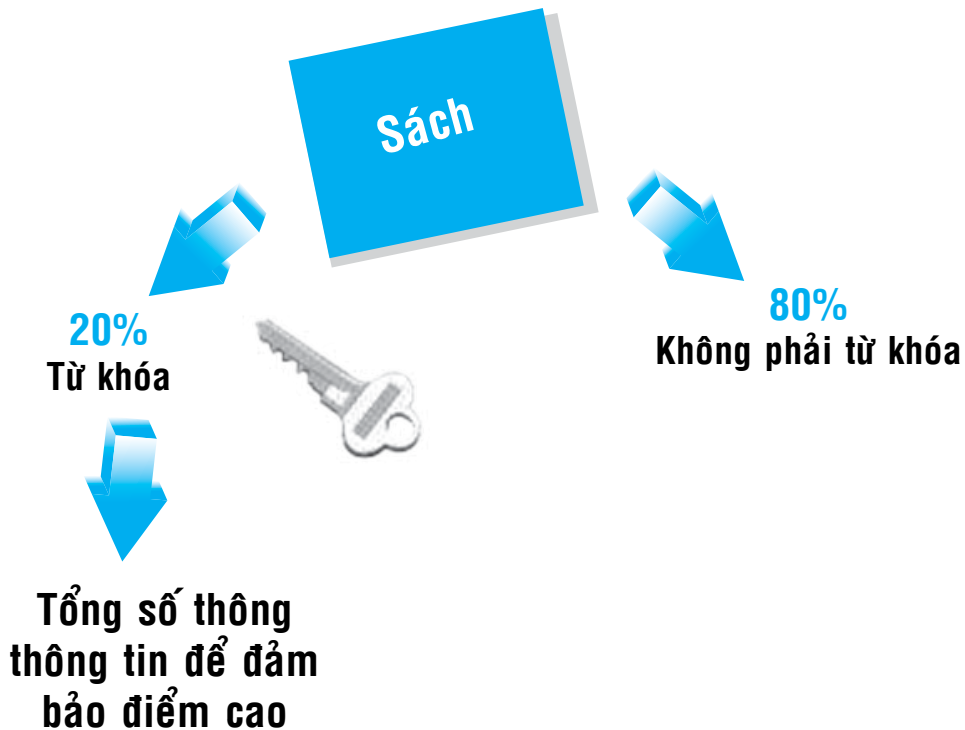 Sách
20%
Từ khóa
80%
Không phải từ khóa
Tổng số thông
thông tin để đảm
bảo điểm cao